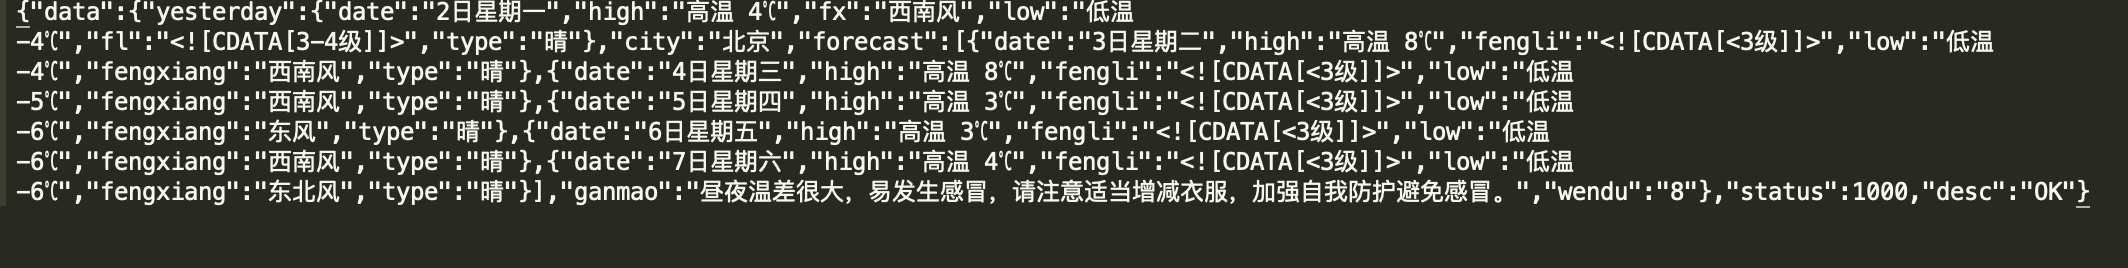 {"data":{"yesterday":{"date":"2日星期一","high":"高温 4℃","fx":"西南风","low":"低温
-4℃","fl":"<![CDATA[3-4级]]>","type":"晴"},"city":"北京","forecast":[{"date":"3日星期二","high":"高温 8℃","fengli":"<![CDATA[<3级]]>","low":"低温
-4℃","fengxiang":"西南风","type":"晴"},{"date":"4日星期三","high":"高温 8℃","fengli":"<![CDATA[<3级]]>","low":"低温
-5℃","fengxiang":"西南风","type":"晴"},{"date":"5日星期四","high":"高温 3℃","fengli":"<![CDATA[<3级]]>","low":"低温
-6℃","fengxiang":"东风","type":"晴"},{"date":"6日星期五","high":"高温 3℃","fengli":"<![CDATA[<3级]]>","low":"低温
-6℃","fengxiang":"西南风","type":"晴"},{"date":"7日星期六","high":"高温 4℃","fengli":"<![CDATA[<3级]]>","low":"低温
-6℃","fengxiang":"东北风","type":"晴"}],"ganmao":"昼夜温差很大，易发生感冒，请注意适当增减衣服，加强自我防护避免感冒。","wendu":"8"},"status":1000,"desc":"OK"}